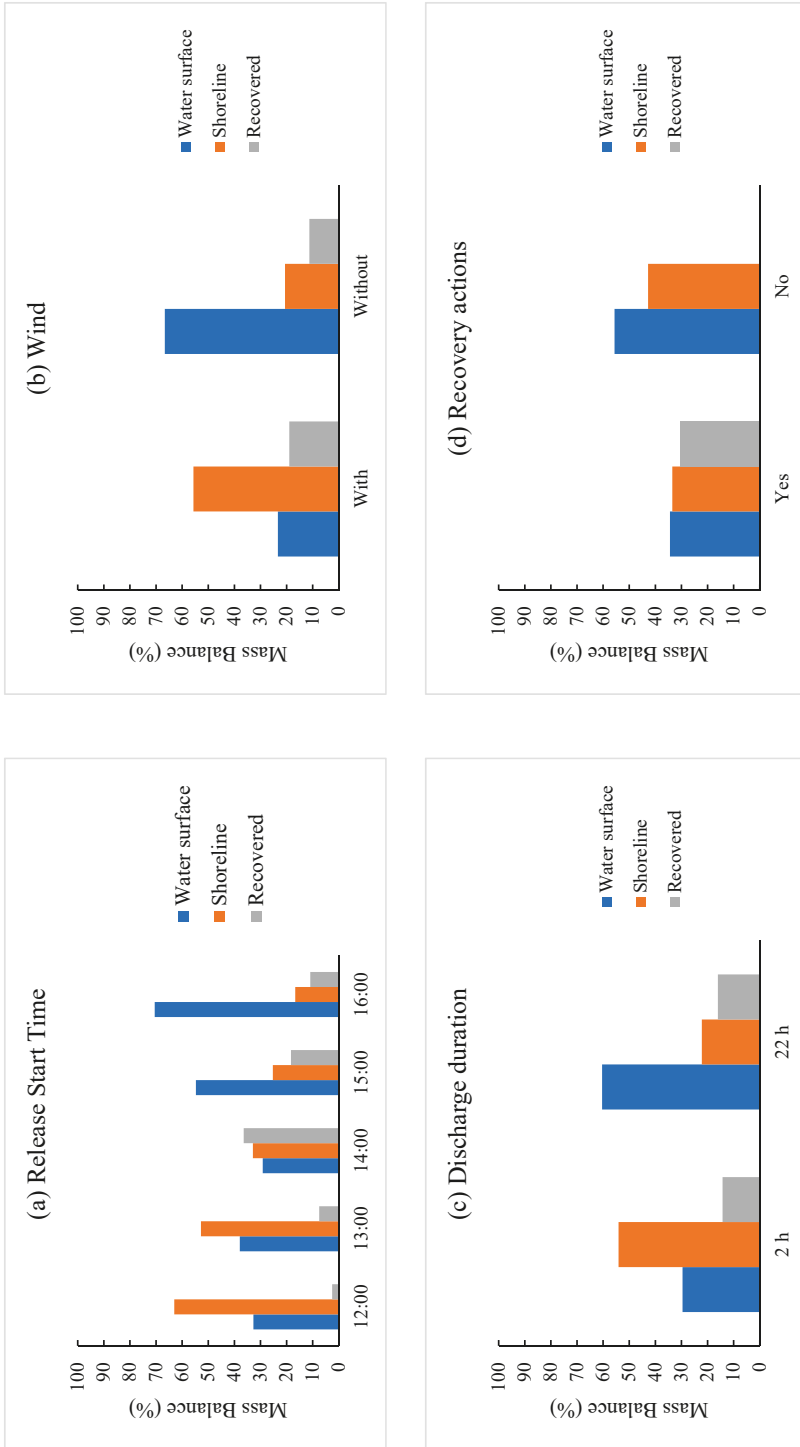 (a) Release Start Time
Mass Balance (%)
100
90
80
70
60
50
40
30
20
10
0
12:00 13:00 14:00 15:00 16:00
Water surface
Shoreline
Recovered
(b) Wind
Mass Balance (%)
100
90
80
70
60
50
40
30
20
10
0
With Without
Water surface
Shoreline
Recovered
(c) Discharge duration
Mass Balance (%)
100
90
80
70
60
50
40
30
20
10
0
2 h 22 h
Water surface
Shoreline
Recovered
(d) Recovery actions
Mass Balance (%)
100
90
80
70
60
50
40
30
20
10
0
Yes No
Water surface
Shoreline
Recovered